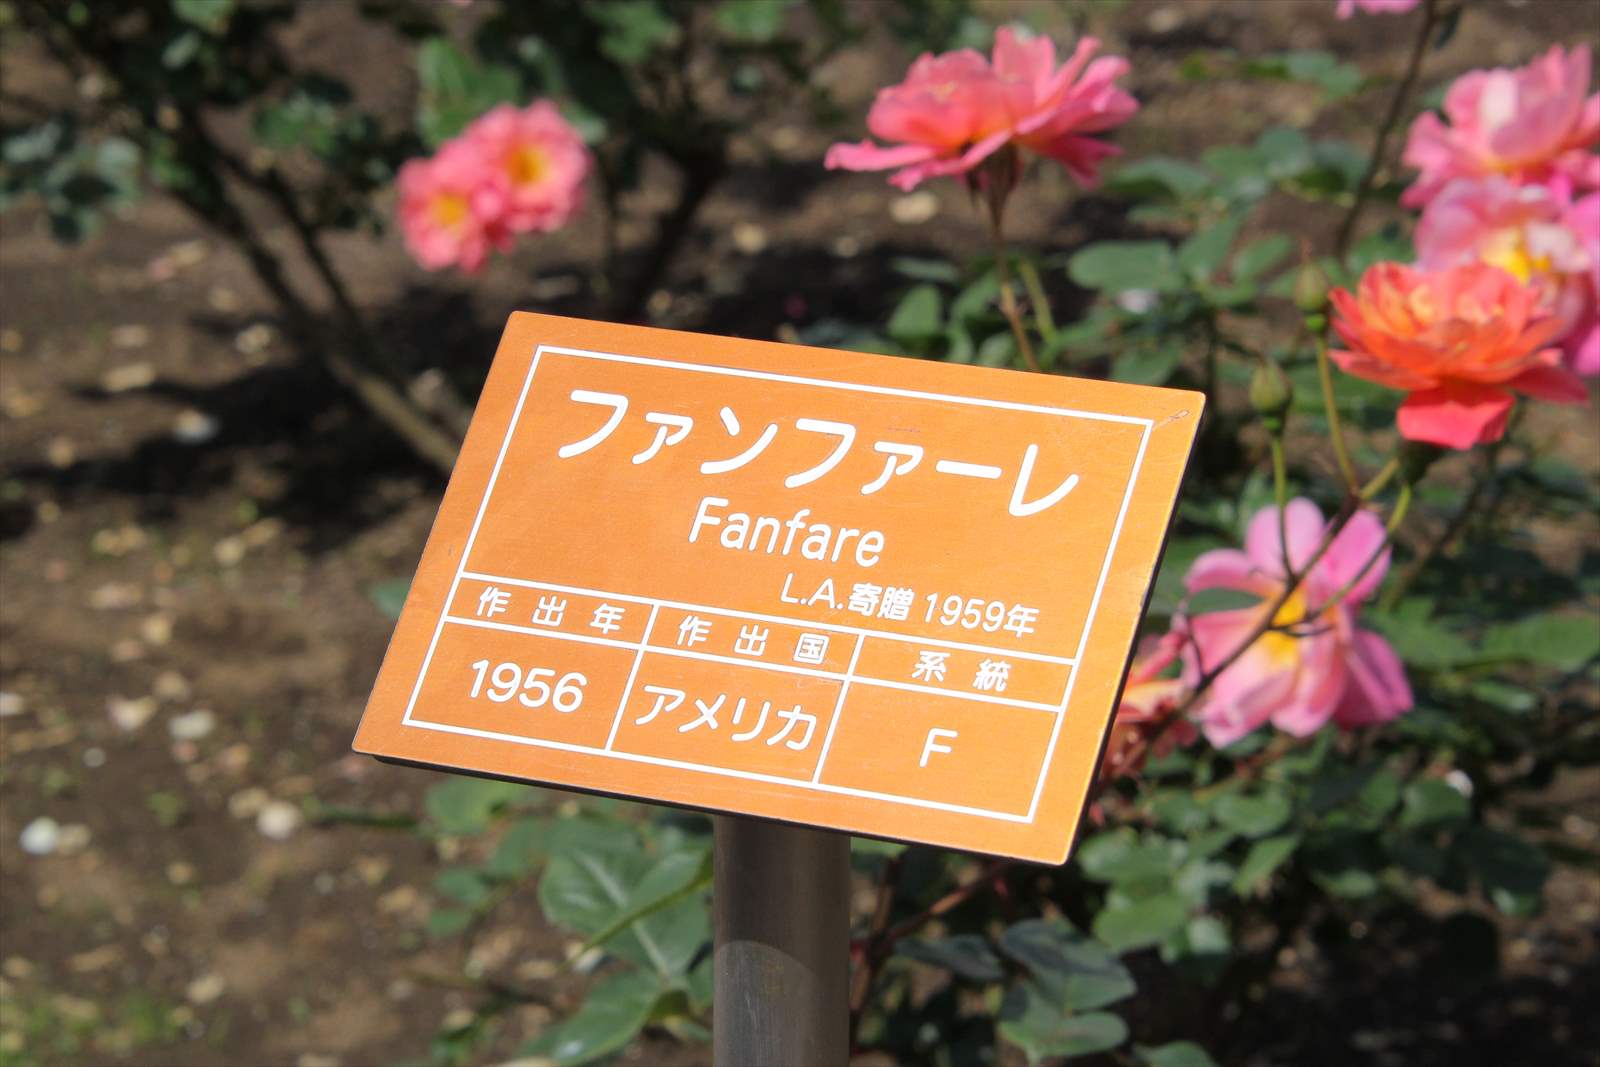 ファンファーレ
Fanfare
L.A.寄贈 1959年
作出年 作出国 系統
1956 アメリカ F